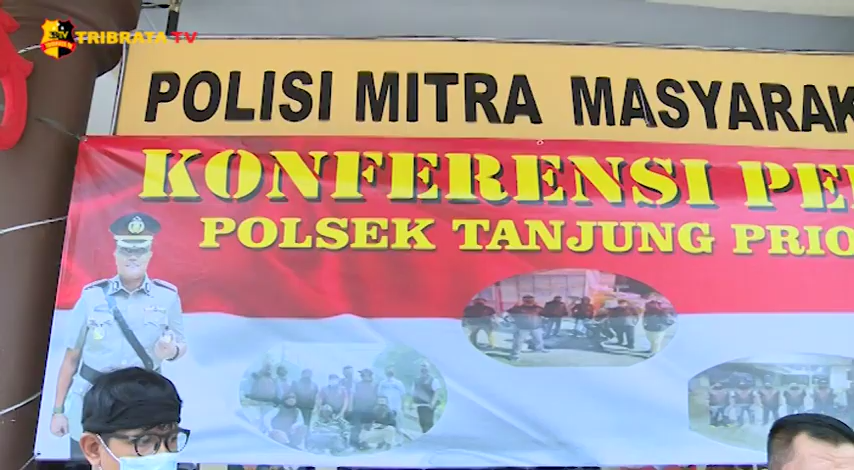 TRIBRATA TV
POLISI MITRA MASYARAK
KONFERENSI PE
POLSEK TANJUNG PRIO